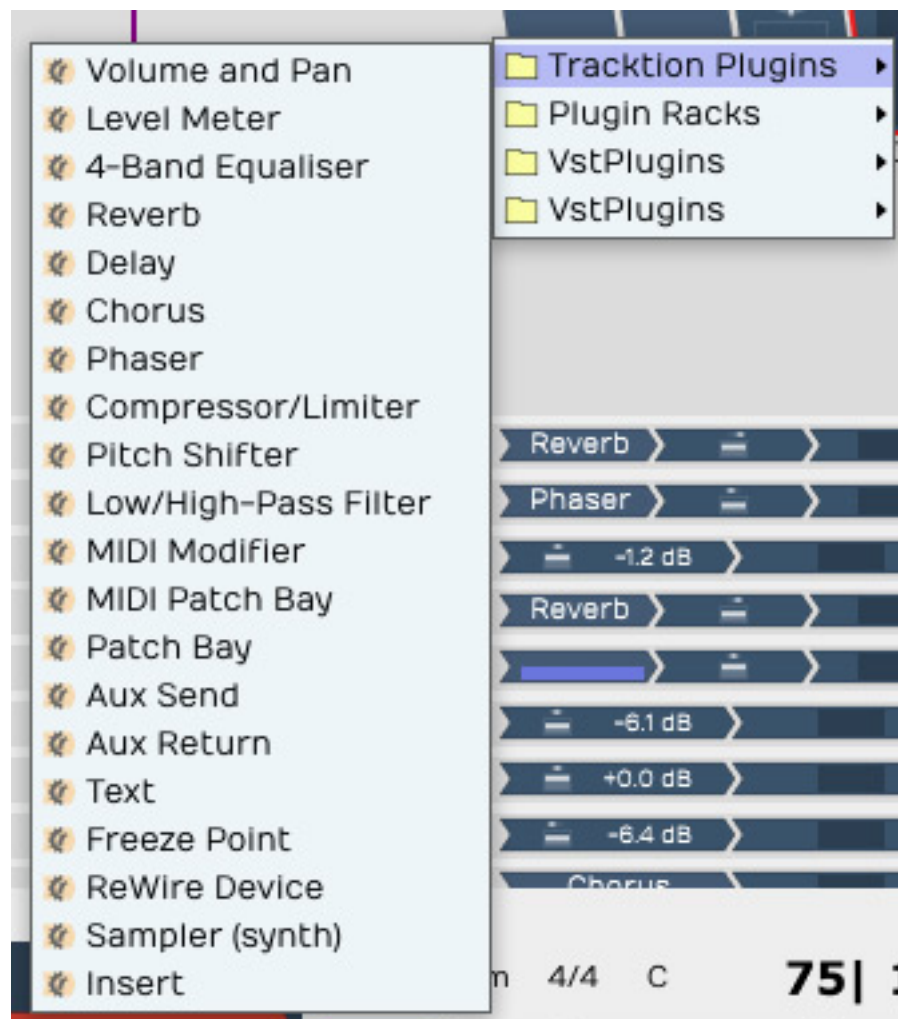 Volume and Pan
Level Meter
4-Band Equaliser
Reverb
Delay
Chorus
Phaser
Compressor/Limiter
Pitch Shifter
Low/High-Pass Filter
MIDI Modifier
MIDI Patch Bay
Patch Bay
Aux Send
Aux Return
Text
Freeze Point
ReWire Device
Sampler (synth)
Insert
Tracktion Plugins
Plugin Racks
VstPlugins
VstPlugins
Reverb
Phaser
-1.2 dB
Reverb
-6.1 dB
+0.0 dB
-6.4 dB
Chorus
4/4 C 75|